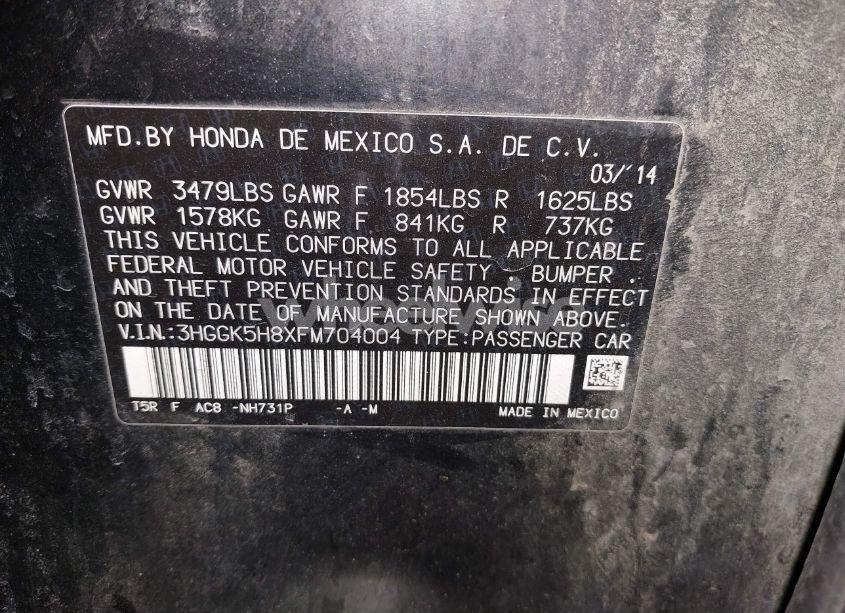 MFD.BY HONDA DE MEXICO S.A. DE C.V.
03/'14
GVWR 3479LBS GAWR F 1854LBS R 1625LBS
GVWR 1578KG GAWR F 841KG R 737KG
THIS VEHICLE CONFORMS TO ALL APPLICABLE
FEDERAL MOTOR VEHICLE SAFETY , BUMPER ,
AND THEFT PREVENTION STANDARDS IN EFFECT
ON THE DATE OF MANUFACTURE SHOWN ABOVE.
V.I.N.:3HGGK5H8XFM704004 TYPE:PASSENGER CAR
T5R F AC8 -NH731P -A -M MADE IN MEXICO